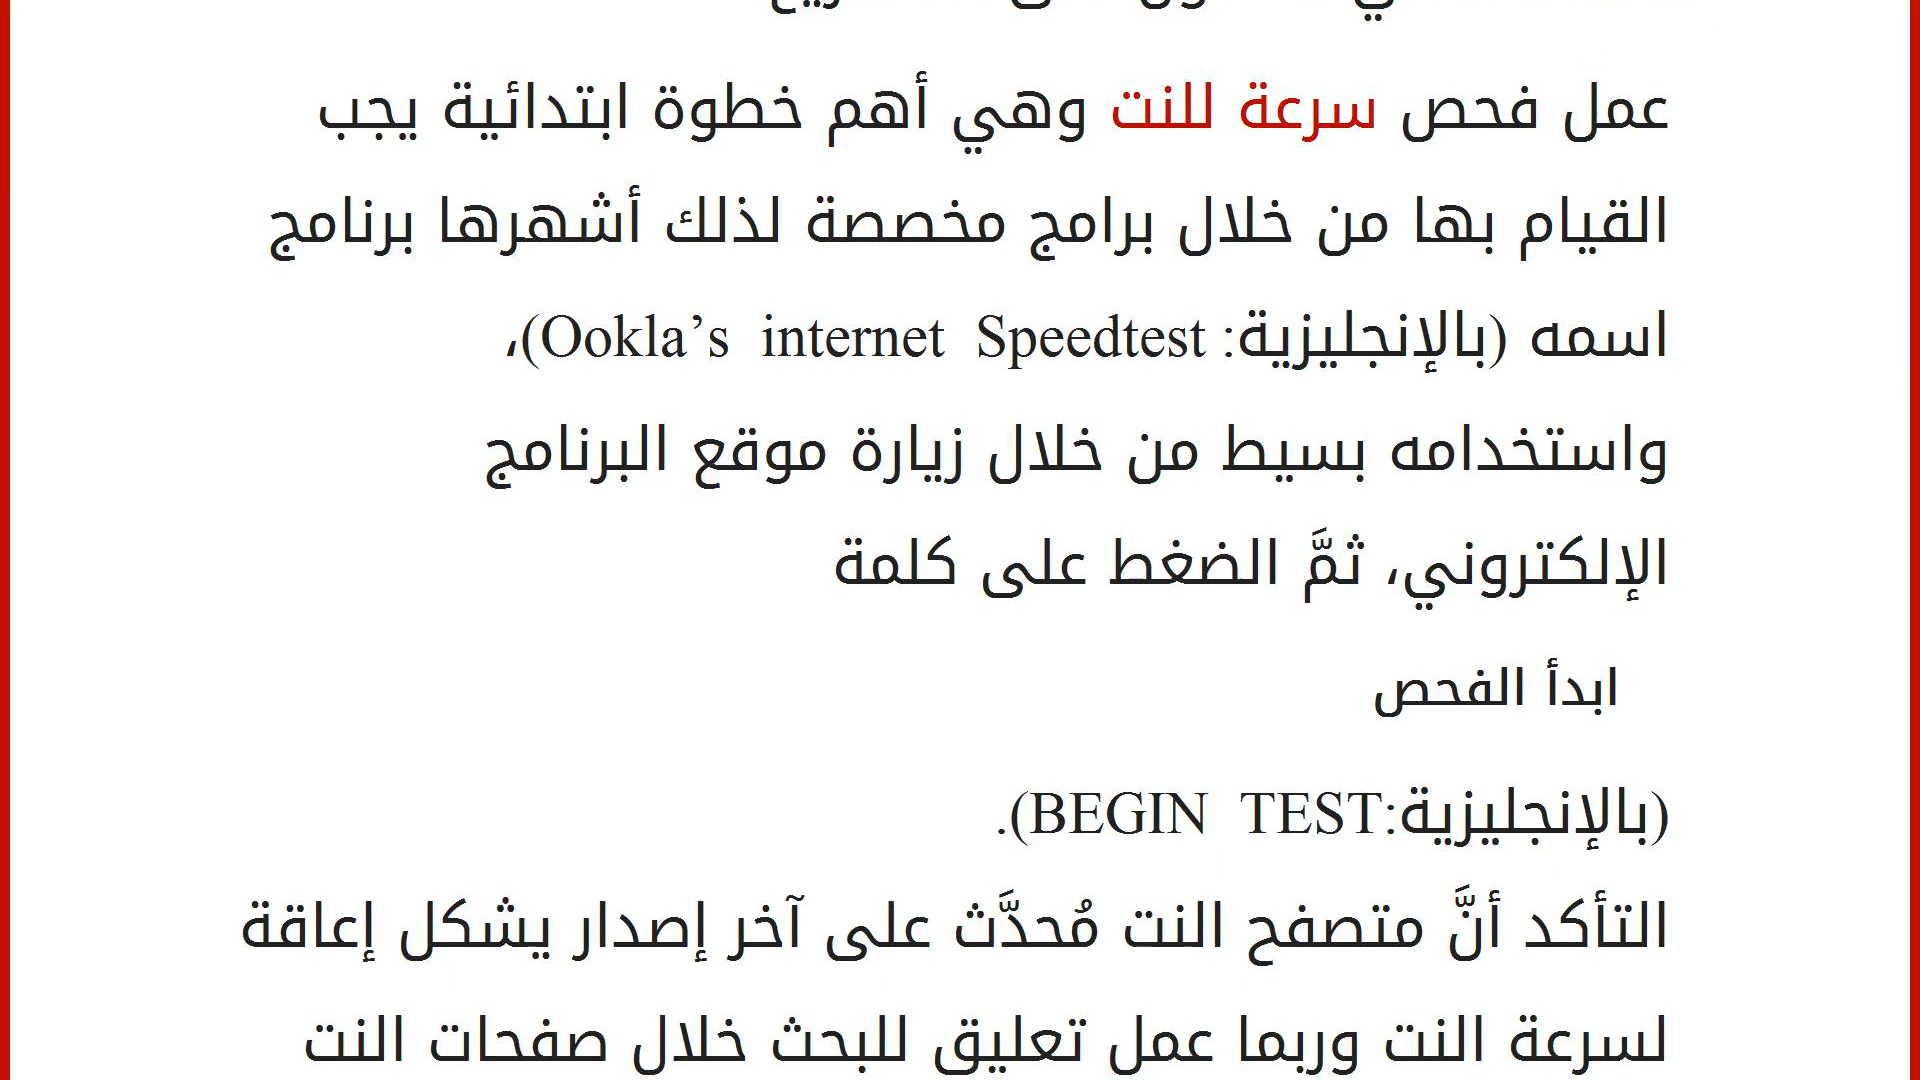 عمل فحص سرعة للنت وهي أهم خطوة ابتدائية يجب
القيام بها من خلال برامج مخصصة لذلك أشهرها برنامج
اسمه (بالإنجليزية: Ookla’s internet Speedtest)،
واستخدامه بسيط من خلال زيارة موقع البرنامج
الإلكتروني، ثمَّ الضغط على كلمة
ابدأ الفحص
(بالإنجليزية:BEGIN TEST).
التأكد أنَّ متصفح النت مُحدَّث على آخر إصدار يشكل إعاقة
لسرعة النت وربما عمل تعليق للبحث خلال صفحات النت